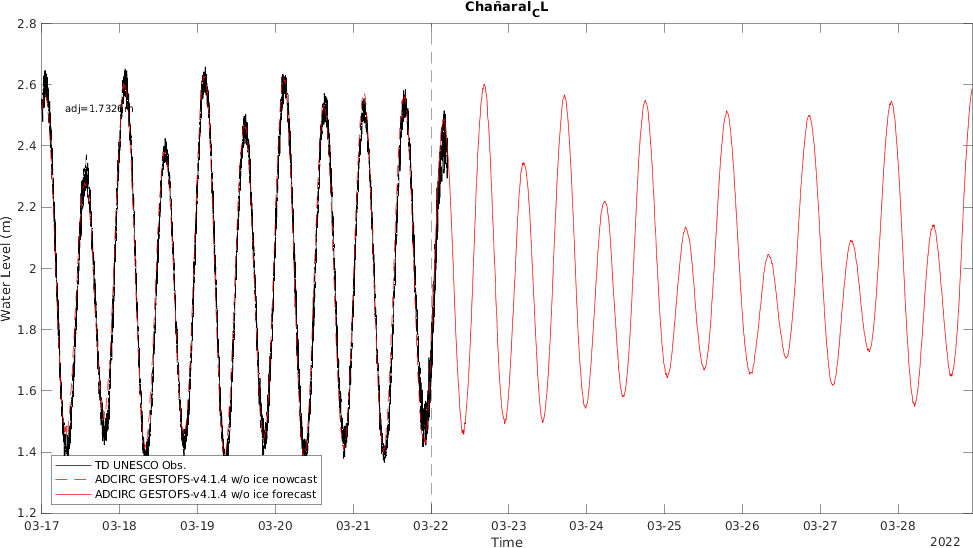 Chañaral_CL
2.8
2.6
2.4
2.2
2
1.8
1.6
1.4
1.2
Water Level (m)
adj=1.7326 m
TD UNESCO Obs.
ADCIRC GESTOFS-v4.1.4 w/o ice nowcast
ADCIRC GESTOFS-v4.1.4 w/o ice forecast
03-17 03-18 03-19 03-20 03-21 03-22 03-23 03-24 03-25 03-26 03-27 03-28
Time
2022